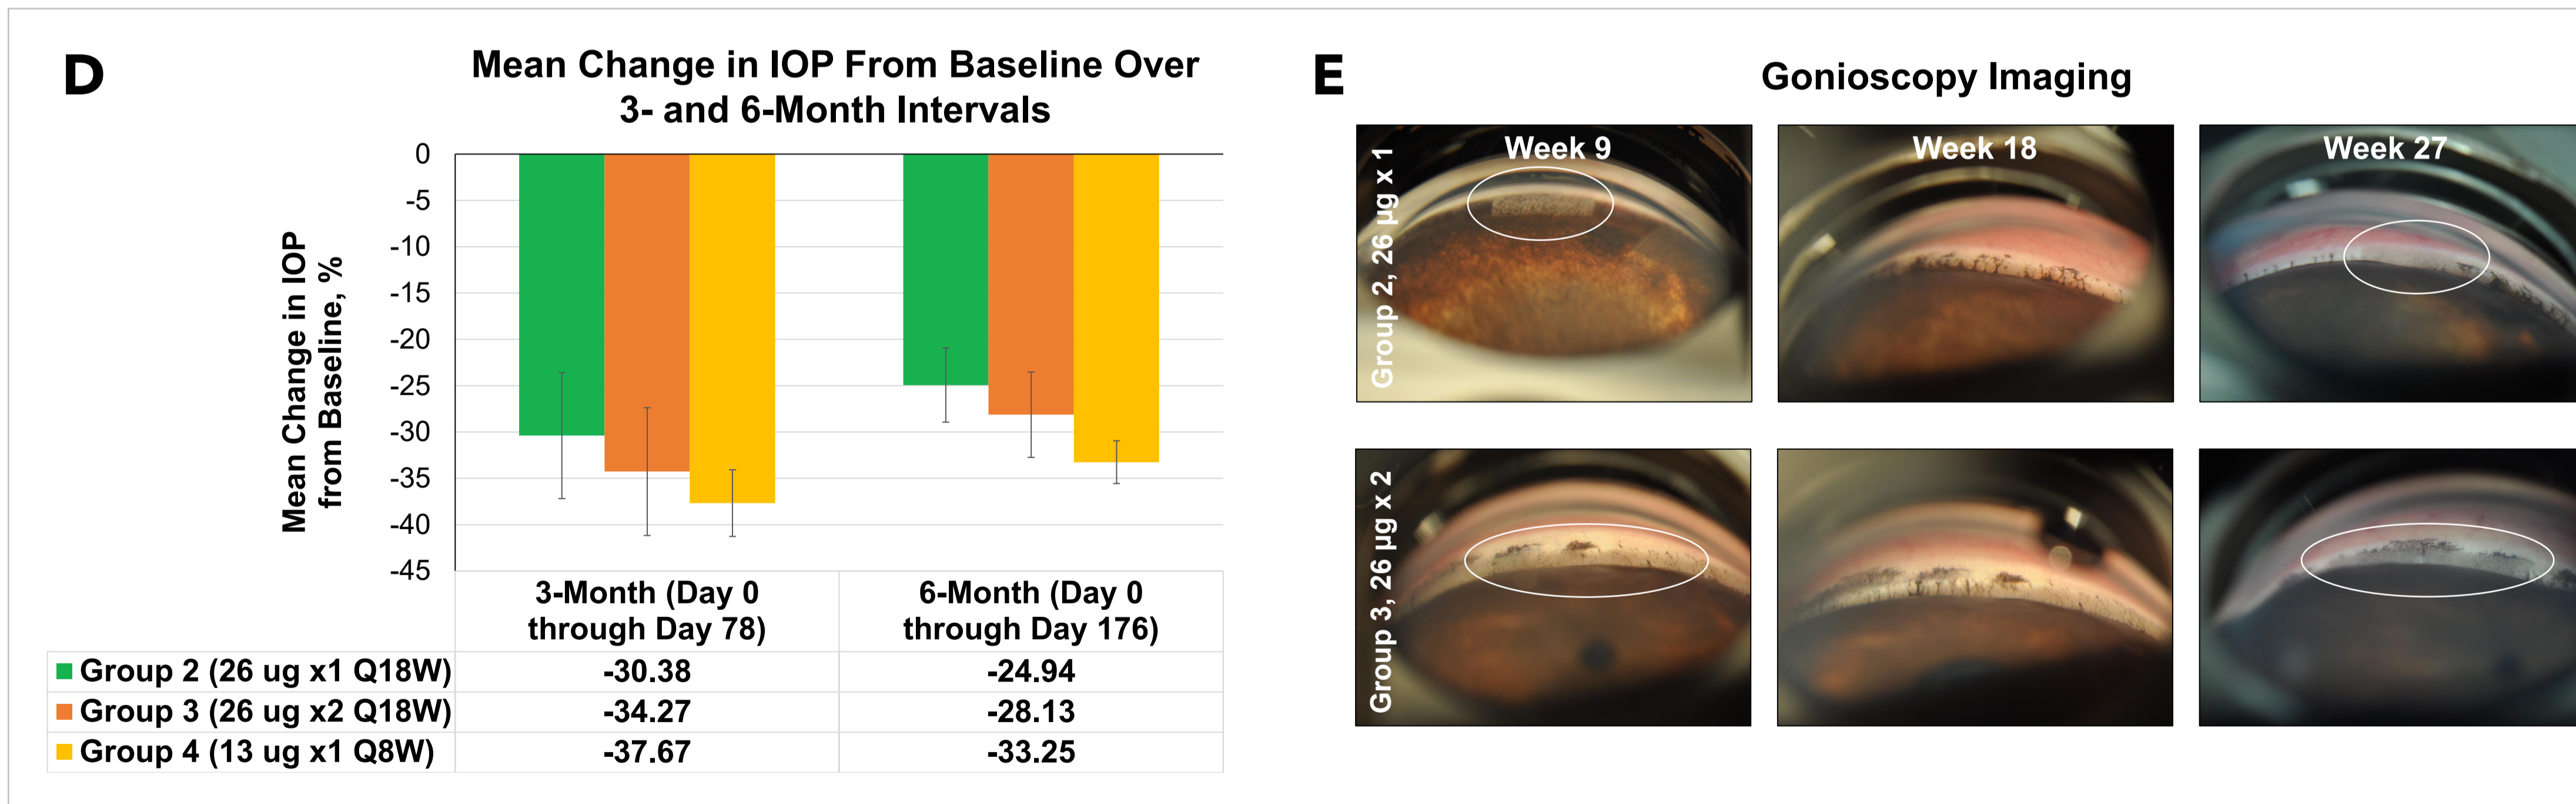 D
Mean Change in IOP From Baseline Over
3- and 6-Month Intervals
Mean Change in IOP
from Baseline, %
0
-5
-10
-15
-20
-25
-30
-35
-40
-45
3-Month (Day 0
through Day 78)
6-Month (Day 0
through Day 176)
Group 2 (26 ug x1 Q18W) -30.38 -24.94
Group 3 (26 ug x2 Q18W) -34.27 -28.13
Group 4 (13 ug x1 Q8W) -37.67 -33.25
E
Gonioscopy Imaging
Group 2, 26 µg x 1
Week 9
Week 18
Week 27
Group 3, 26 µg x 2